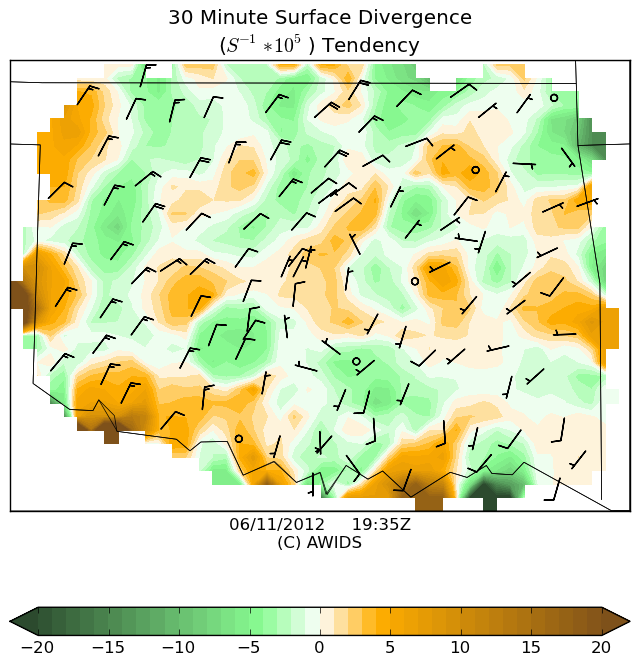 30 Minute Surface Divergence
(S⁻¹ * 10⁵ ) Tendency
06/11/2012 19:35Z
(C) AWIDS
−20 −15 −10 −5 0 5 10 15 20